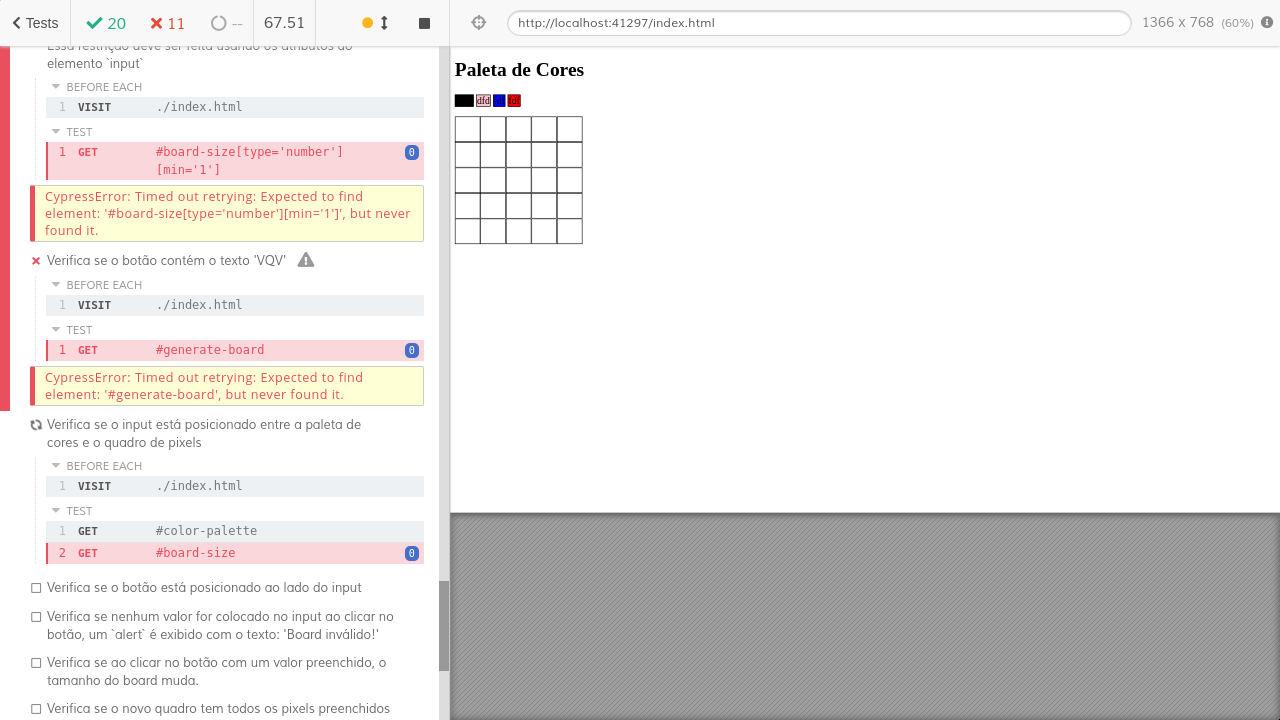 Tests
20
11
--
67.51
http://localhost:41297/index.html
1366 x 768 (60%)
Essa restrição deve ser feita usando os atributos do
elemento `input`
BEFORE EACH
1 VISIT ./index.html
TEST
1 GET #board-size[type='number']
[min='1'] 0
CypressError: Timed out retrying: Expected to find
element: '#board-size[type='number'][min='1']', but never
found it.
Verifica se o botão contém o texto 'VQV'
BEFORE EACH
1 VISIT ./index.html
TEST
1 GET #generate-board 0
CypressError: Timed out retrying: Expected to find
element: '#generate-board', but never found it.
Verifica se o input está posicionado entre a paleta de
cores e o quadro de pixels
BEFORE EACH
1 VISIT ./index.html
TEST
1 GET #color-palette
2 GET #board-size 0
Verifica se o botão está posicionado ao lado do input
Verifica se nenhum valor for colocado no input ao clicar no
botão, um `alert` é exibido com o texto: 'Board inválido!'
Verifica se ao clicar no botão com um valor preenchido, o
tamanho do board muda.
Verifica se o novo quadro tem todos os pixels preenchidos
Paleta de Cores
dfd